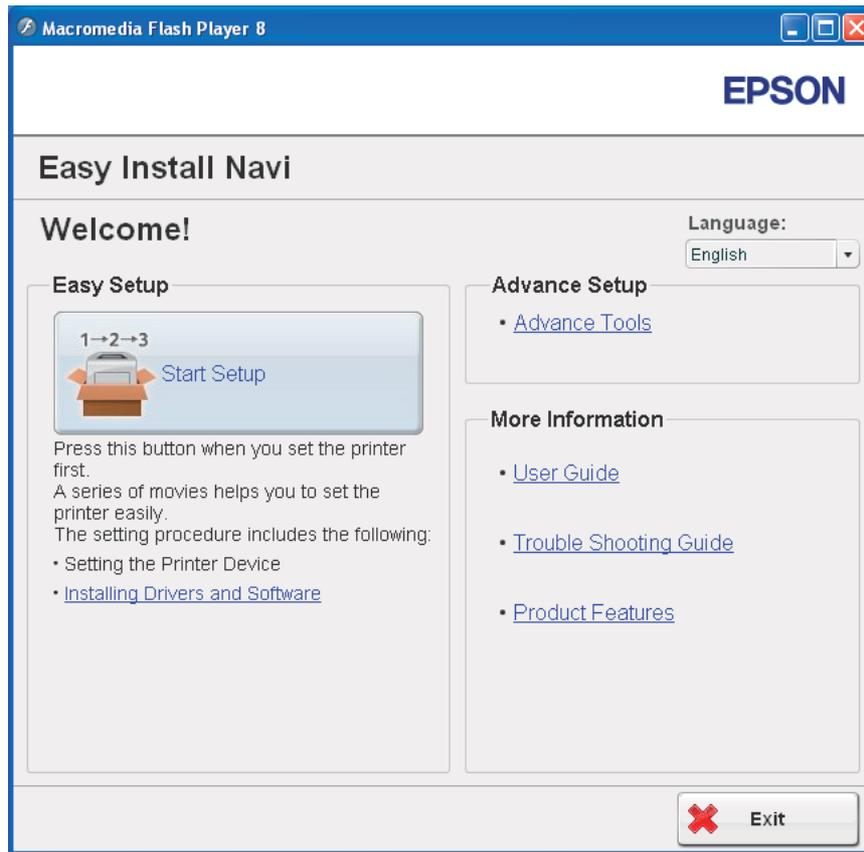 Macromedia Flash Player 8
EPSON
Easy Install Navi
Welcome!
Language:
English
Easy Setup
1→2→3
Start Setup
Press this button when you set the printer
first.
A series of movies helps you to set the
printer easily.
The setting procedure includes the following:
• Setting the Printer Device
• Installing Drivers and Software
Advance Setup
• Advance Tools
More Information
• User Guide
• Trouble Shooting Guide
• Product Features
Exit